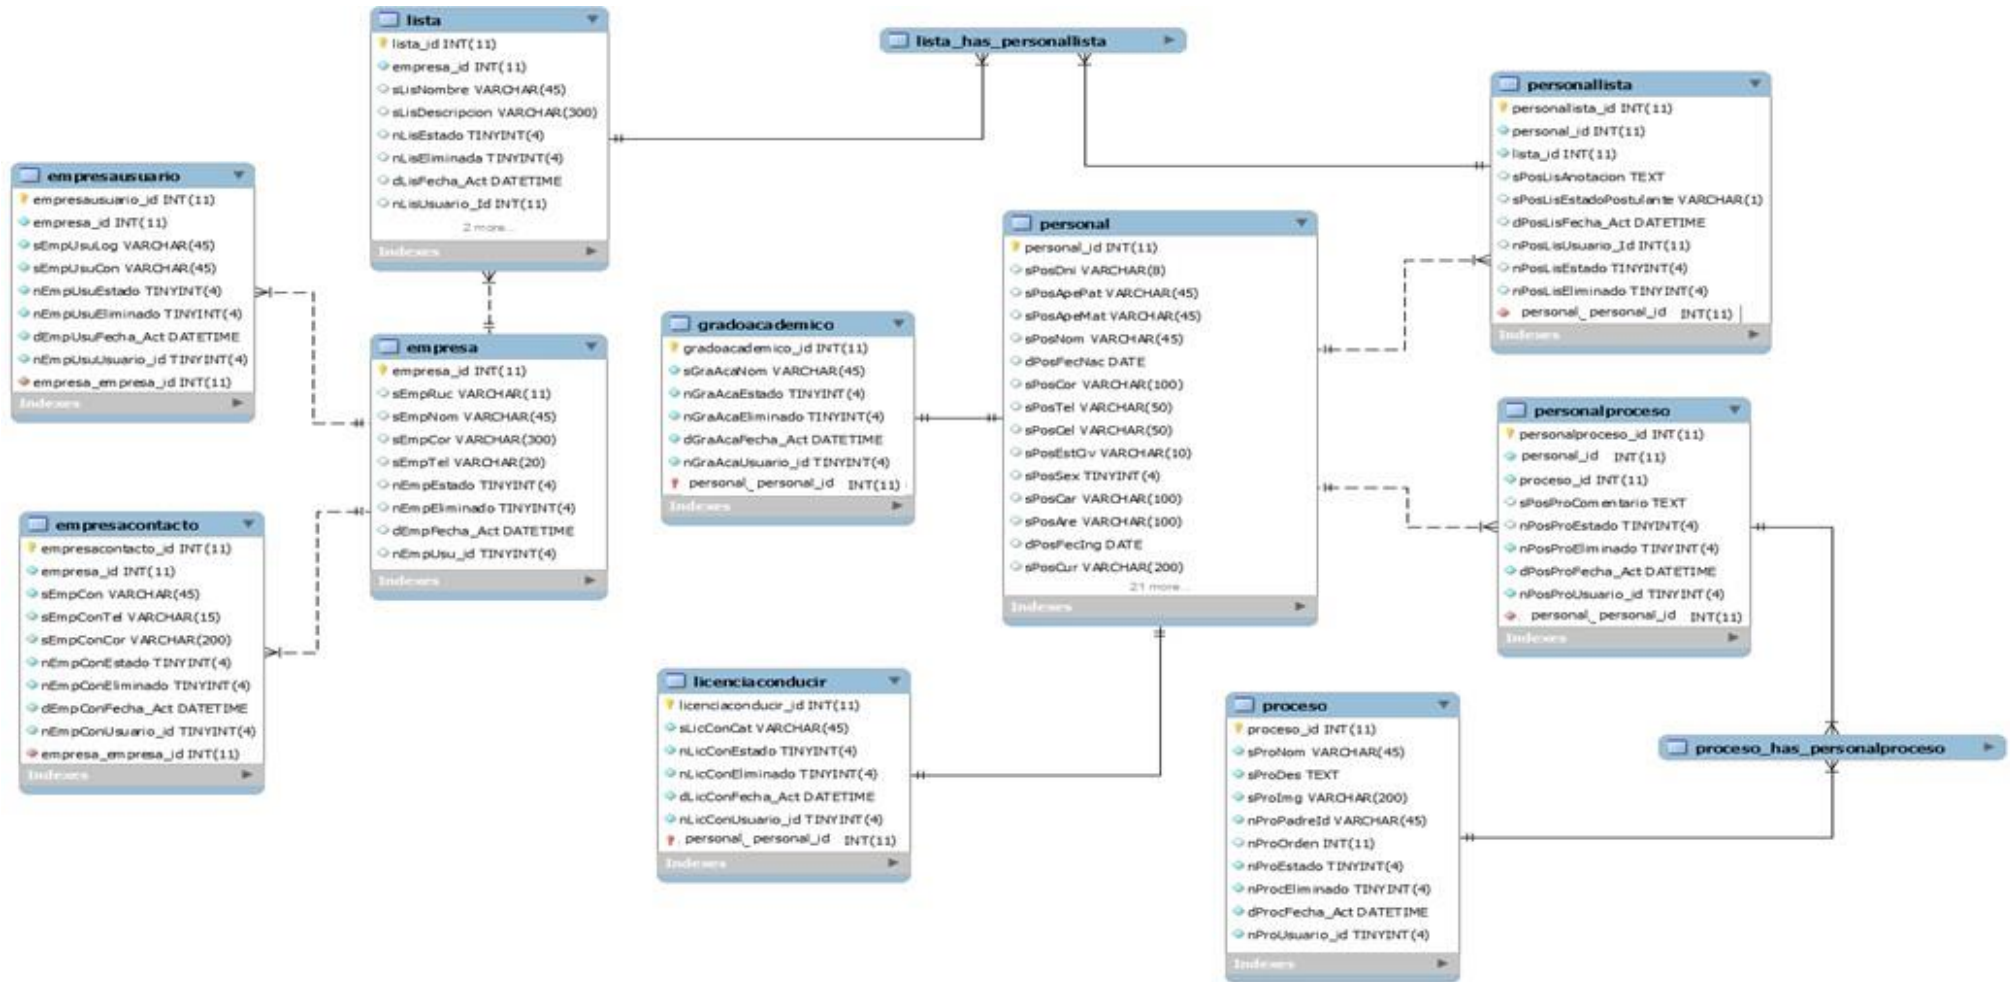 lista
lista_id INT(11)
empresa_id INT(11)
sLisNombre VARCHAR(45)
sLisDescripcion VARCHAR(300)
nLisEstado TINYINT(4)
nLisEliminada TINYINT(4)
dLisFecha_Act DATETIME
nLisUsuario_Id INT(11)
2 more...
Indexes
lista_has_personallista
personallista
personallista_id INT(11)
personal_id INT(11)
lista_id INT(11)
sPosLisAnotacion TEXT
sPosLisEstadoPostulante VARCHAR(1)
dPosLisFecha_Act DATETIME
nPosLisUsuario_Id INT(11)
nPosLisEstado TINYINT(4)
nPosLisEliminado TINYINT(4)
personal_personal_id INT(11)
Indexes
empresausuario
empresausuario_id INT(11)
empresa_id INT(11)
sEmpUsuLog VARCHAR(45)
sEmpUsuCon VARCHAR(45)
nEmpUsuEstado TINYINT(4)
nEmpUsuEliminado TINYINT(4)
dEmpUsuFecha_Act DATETIME
nEmpUsuUsuario_id TINYINT(4)
empresa_empresa_id INT(11)
Indexes
personal
personal_id INT(11)
sPosDni VARCHAR(8)
sPosApePat VARCHAR(45)
sPosApeMat VARCHAR(45)
sPosNom VARCHAR(45)
dPosFecNac DATE
sPosCor VARCHAR(100)
sPosTel VARCHAR(50)
sPosCel VARCHAR(50)
sPosEstCiv VARCHAR(10)
sPosSex TINYINT(4)
sPosCar VARCHAR(100)
sPosAre VARCHAR(100)
dPosFecIng DATE
sPosCur VARCHAR(200)
21 more...
Indexes
gradoacademico
gradoacademico_id INT(11)
sGraAcaNom VARCHAR(45)
nGraAcaEstado TINYINT(4)
nGraAcaEliminado TINYINT(4)
dGraAcaFecha_Act DATETIME
nGraAcaUsuario_id TINYINT(4)
personal_personal_id INT(11)
Indexes
empresa
empresa_id INT(11)
sEmpRuc VARCHAR(11)
sEmpNom VARCHAR(45)
sEmpCor VARCHAR(300)
sEmpTel VARCHAR(20)
nEmpEstado TINYINT(4)
nEmpEliminado TINYINT(4)
dEmpFecha_Act DATETIME
nEmpUsu_id TINYINT(4)
Indexes
personalproceso
personalproceso_id INT(11)
personal_id INT(11)
proceso_id INT(11)
sPosProComentario TEXT
nPosProEstado TINYINT(4)
nPosProEliminado TINYINT(4)
dPosProFecha_Act DATETIME
nPosProUsuario_id TINYINT(4)
personal_personal_id INT(11)
Indexes
empresacontacto
empresacontacto_id INT(11)
empresa_id INT(11)
sEmpCon VARCHAR(45)
sEmpConTel VARCHAR(15)
sEmpConCor VARCHAR(200)
nEmpConEstado TINYINT(4)
nEmpConEliminado TINYINT(4)
dEmpConFecha_Act DATETIME
nEmpConUsuario_id TINYINT(4)
empresa_empresa_id INT(11)
Indexes
licenciaconducir
licenciaconducir_id INT(11)
sLicConCat VARCHAR(45)
nLicConEstado TINYINT(4)
nLicConEliminado TINYINT(4)
dLicConFecha_Act DATETIME
nLicConUsuario_id TINYINT(4)
personal_personal_id INT(11)
Indexes
proceso
proceso_id INT(11)
sProNom VARCHAR(45)
sProDes TEXT
sProImg VARCHAR(200)
nProPadreId VARCHAR(45)
nProOrden INT(11)
nProEstado TINYINT(4)
nProcEliminado TINYINT(4)
dProcFecha_Act DATETIME
nProUsuario_id TINYINT(4)
Indexes
proceso_has_personalproceso